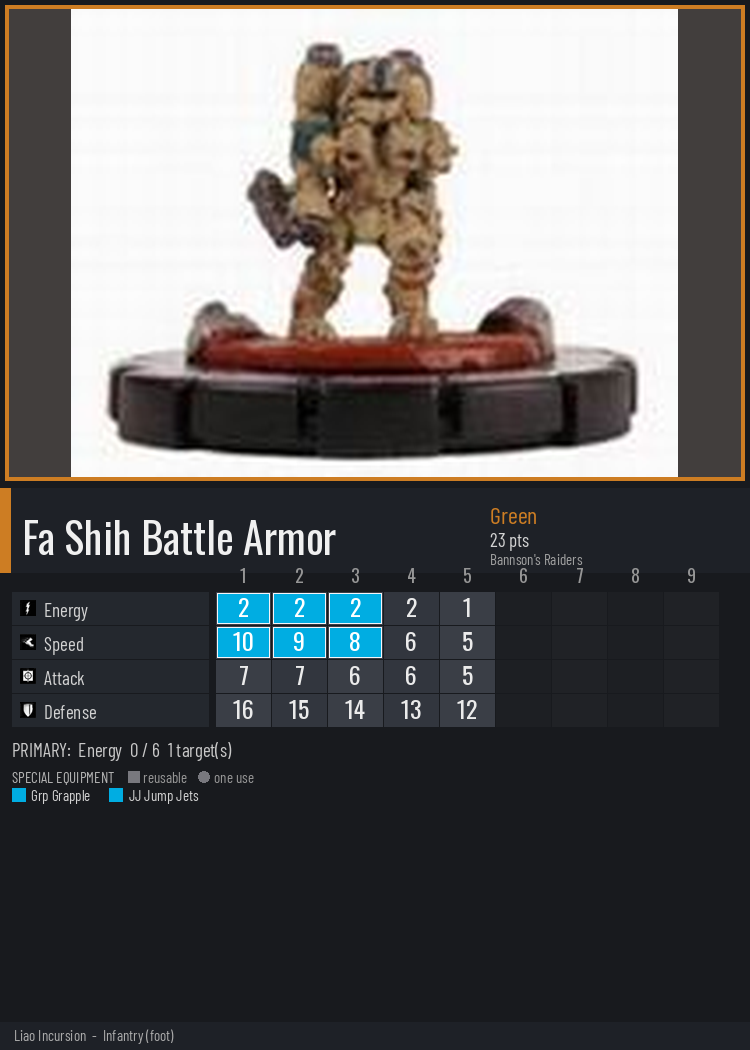 Fa Shih Battle Armor
Green
23 pts
Bannson's Raiders
1 2 3 4 5 6 7 8 9
Energy 2 2 2 2 1
Speed 10 9 8 6 5
Attack 7 7 6 6 5
Defense 16 15 14 13 12
PRIMARY: Energy 0 / 6 1 target(s)
SPECIAL EQUIPMENT reusable one use
Grp Grapple JJ Jump Jets
Liao Incursion - Infantry (foot)